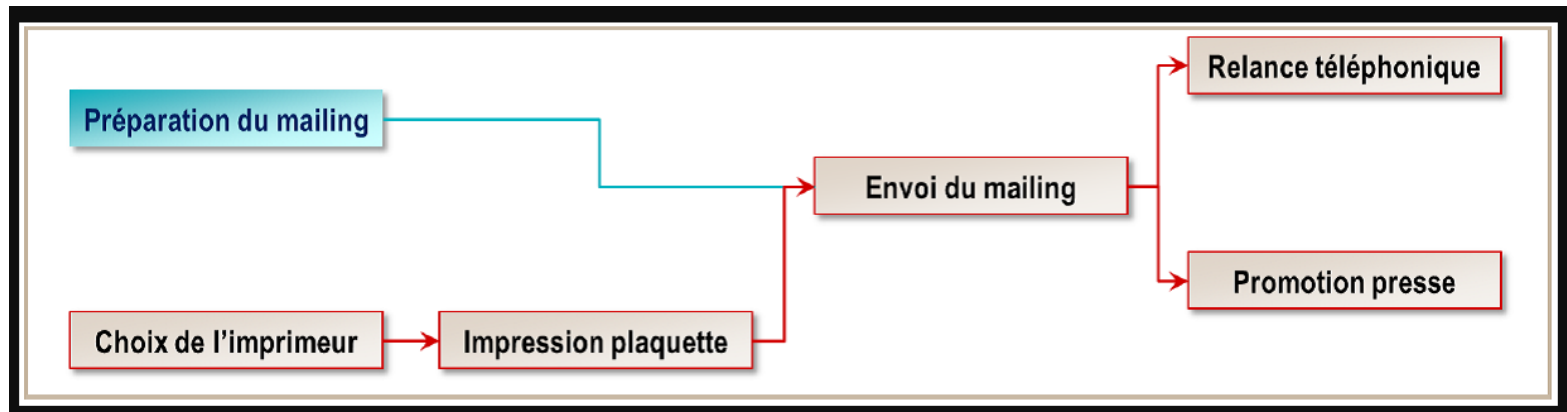 Préparation du mailing
Choix de l'imprimeur
Impression plaquette
Envoi du mailing
Relance téléphonique
Promotion presse